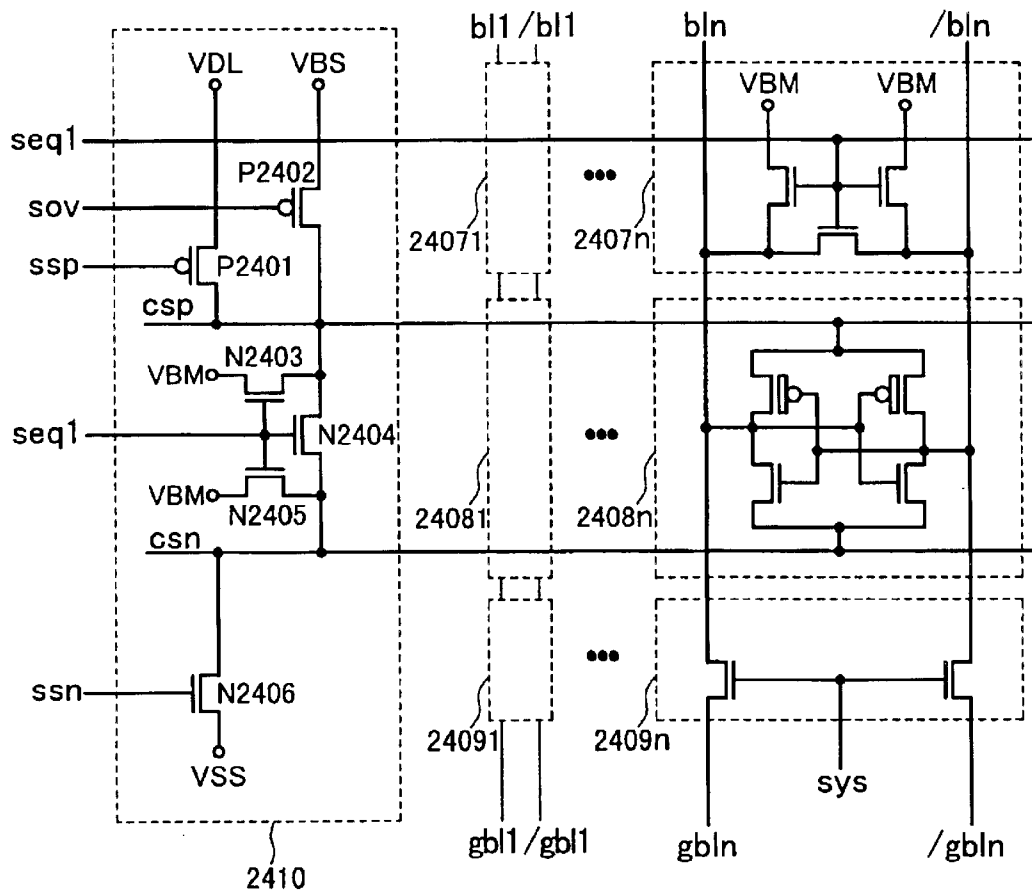 bl1 /bl1
bln
/bln
VDL
VBS
VBM
VBM
seq1
P2402
sov
24071
•••
2407n
ssp
P2401
csp
N2403
VBM
seq1
N2404
•••
VBM
N2405
24081
2408n
csn
•••
ssn
N2406
24091
2409n
VSS
sys
gbl1 /gbl1
gbln
/gbln
2410